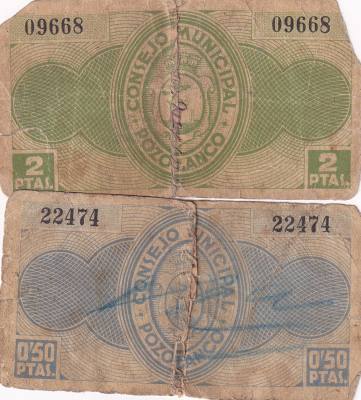 09668 09668
CONSEJO MUNICIPAL
POZOBLANCO
2 PTAS. 2 PTAS.
22474 22474
CONSEJO MUNICIPAL
POZOBLANCO
0'50 PTAS. 0'50 PTAS.